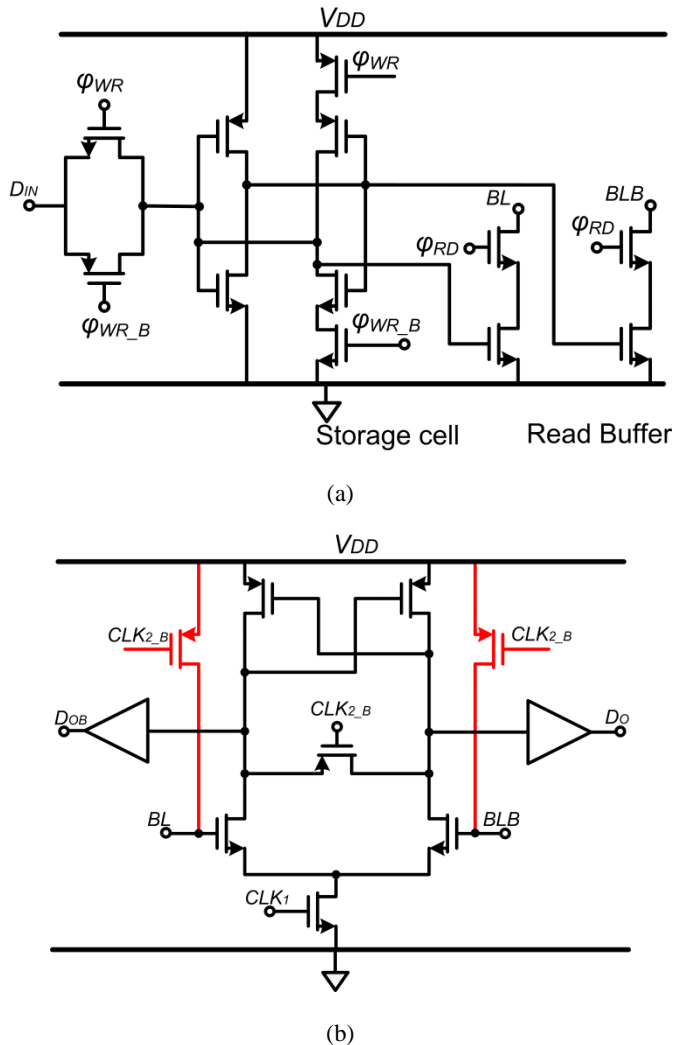 VDD
φWR
φWR
DIN
BL
BLB
φRD
φRD
φWR_B
φWR_B
Storage cell
Read Buffer
(a)
VDD
CLK2_B
CLK2_B
CLK2_B
DOB
DO
BL
BLB
CLK1
(b)